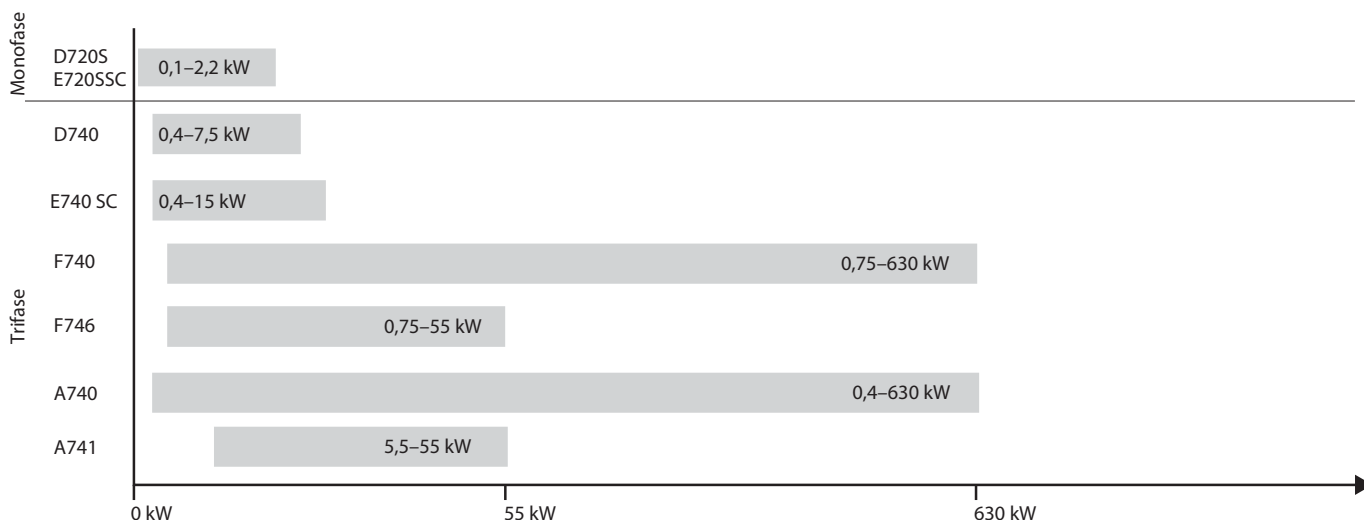 Monofase
D720S
E720SSC
0,1–2,2 kW
D740
0,4–7,5 kW
E740 SC
0,4–15 kW
Trifase
F740
0,75–630 kW
F746
0,75–55 kW
A740
0,4–630 kW
A741
5,5–55 kW
0 kW
55 kW
630 kW